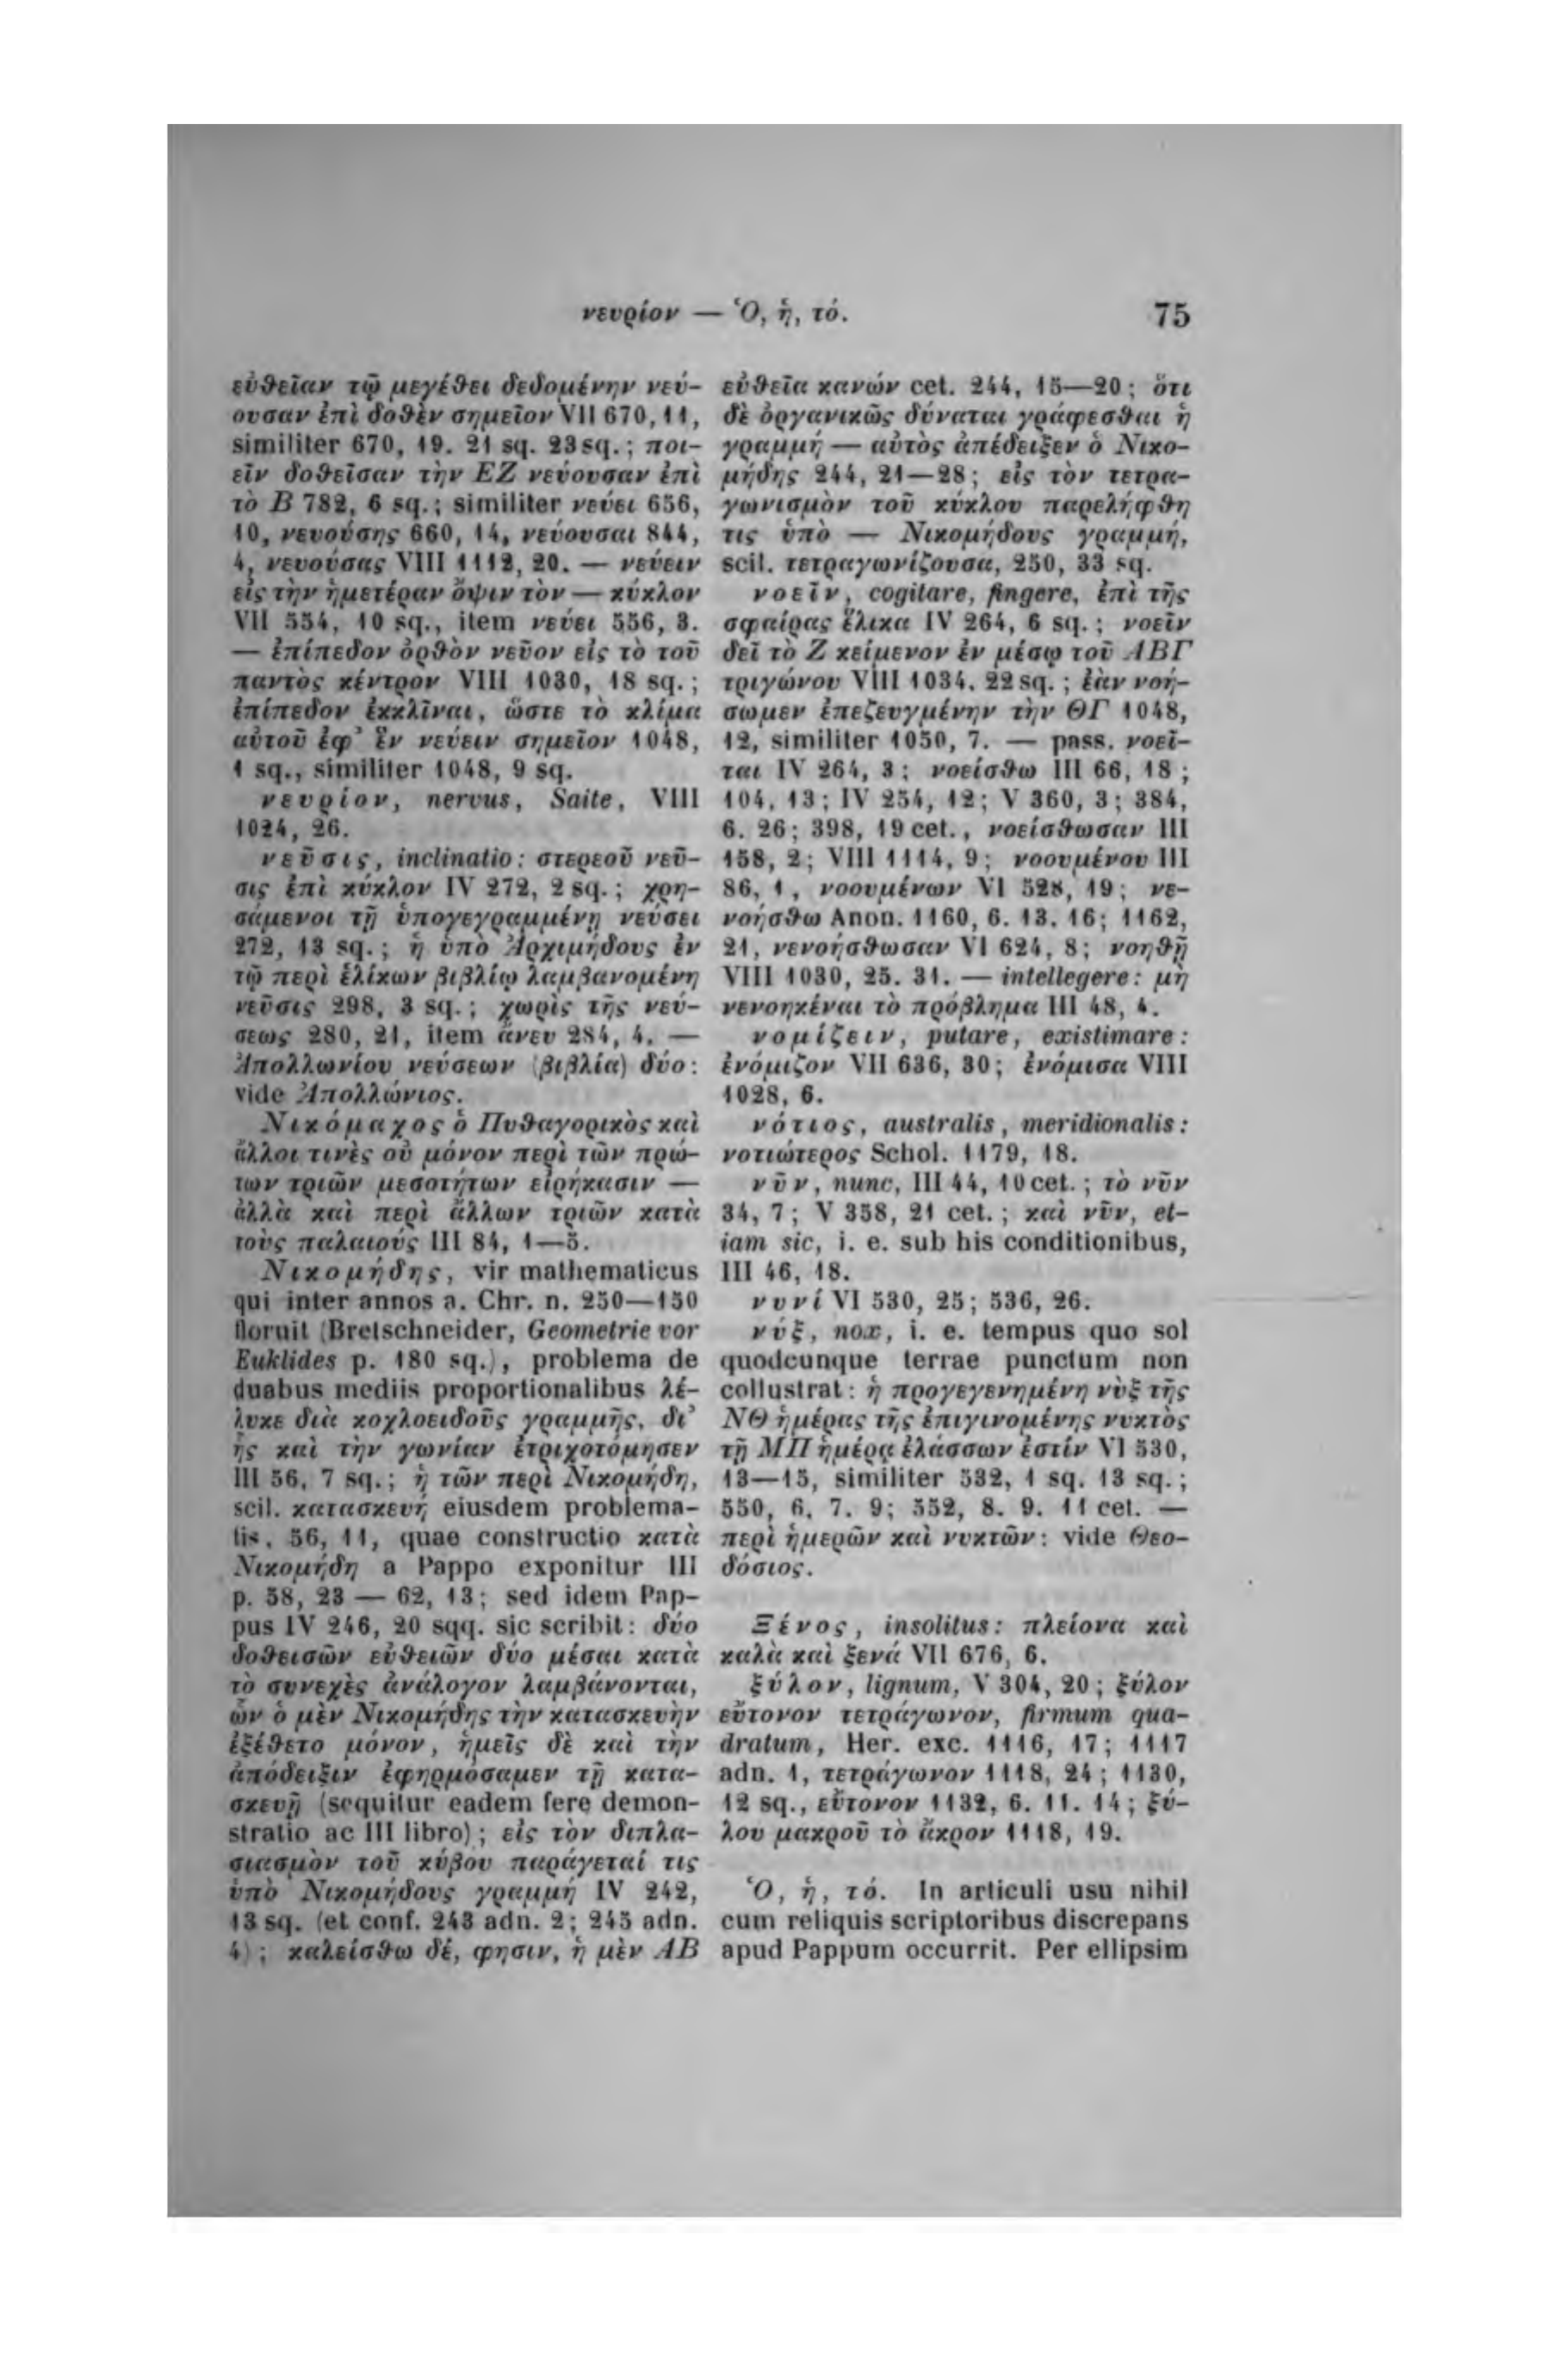 νευρίον — Ὁ, ἡ, τό. 75
εὐθεῖαν τῷ μεγέθει δεδομένην νεύ-
ουσαν ἐπὶ δοθὲν σημεῖον VII 670, 11,
similiter 670, 19. 21 sq. 23 sq.; ποι-
εῖν δοθεῖσαν τὴν ΕΖ νεύουσαν ἐπὶ
τὸ Β 782, 6 sq.; similiter νεύει 656,
10, νευούσης 660, 14, νεύουσαι 844,
4, νευούσας VIII 1112, 20. — νεύειν
εἰς τὴν ἡμετέραν ὄψιν τὸν — κύκλον
VII 554, 10 sq., item νεύει 556, 3.
— ἐπίπεδον ὀρθὸν νεῦον εἰς τὸ τοῦ
παντὸς κέντρον VIII 1030, 18 sq.;
ἐπίπεδον ἐκκλῖναι, ὥστε τὸ κλίμα
αὐτοῦ ἐφ᾽ ἓν νεύειν σημεῖον 1048,
1 sq., similiter 1048, 9 sq.
νευρίον, nervus, Saite, VIII
1024, 26.
νεῦσις, inclinatio: στερεοῦ νεῦ-
σις ἐπὶ κύκλον IV 272, 2 sq.; χρη-
σάμενοι τῇ ὑπογεγραμμένῃ νεύσει
272, 13 sq.; ἡ ὑπὸ Ἀρχιμήδους ἐν
τῷ περὶ ἑλίκων βιβλίῳ λαμβανομένη
νεῦσις 298, 3 sq.; χωρὶς τῆς νεύ-
σεως 280, 21, item ἄνευ 284, 4. —
Ἀπολλωνίου νεύσεων (βιβλία) δύο:
vide Ἀπολλώνιος.
Νικόμαχος ὁ Πυθαγορικὸς καὶ
ἄλλοι τινὲς οὐ μόνον περὶ τῶν πρώ-
των τριῶν μεσοτήτων εἰρήκασιν —
ἀλλὰ καὶ περὶ ἄλλων τριῶν κατὰ
τοὺς παλαιούς III 84, 1—5.
Νικομήδης, vir mathematicus
qui inter annos a. Chr. n. 250—150
floruit (Bretschneider, Geometrie vor
Euklides p. 180 sq.), problema de
duabus mediis proportionalibus λέ-
λυκε διὰ κοχλοειδοῦς γραμμῆς, δι᾽
ἧς καὶ τὴν γωνίαν ἐτριχοτόμησεν
III 56, 7 sq.; ἡ τῶν περὶ Νικομήδη,
scil. κατασκευή eiusdem problema-
tis, 56, 11, quae constructio κατὰ
Νικομήδη a Pappo exponitur III
p. 58, 23 — 62, 13; sed idem Pap-
pus IV 246, 20 sqq. sic scribit: δύο
δοθεισῶν εὐθειῶν δύο μέσαι κατὰ
τὸ συνεχὲς ἀνάλογον λαμβάνονται,
ὧν ὁ μὲν Νικομήδης τὴν κατασκευὴν
ἐξέθετο μόνον, ἡμεῖς δὲ καὶ τὴν
ἀπόδειξιν ἐφηρμόσαμεν τῇ κατα-
σκευῇ (sequitur eadem fere demon-
stratio ac III libro); εἰς τὸν διπλα-
σιασμὸν τοῦ κύβου παράγεταί τις
ὑπὸ Νικομήδους γραμμή IV 242,
13 sq. (et conf. 243 adn. 2; 245 adn.
4); καλείσθω δέ, φησιν, ἡ μὲν ΑΒ
εὐθεῖα κανών cet. 244, 15—20; ὅτι
δὲ ὀργανικῶς δύναται γράφεσθαι ἡ
γραμμή — αὐτὸς ἀπέδειξεν ὁ Νικο-
μήδης 244, 21—28; εἰς τὸν τετρα-
γωνισμὸν τοῦ κύκλου παρελήφθη
τις ὑπὸ — Νικομήδους γραμμή,
scil. τετραγωνίζουσα, 250, 33 sq.
νοεῖν, cogitare, fingere, ἐπὶ τῆς
σφαίρας ἕλικα IV 264, 6 sq.; νοεῖν
δεῖ τὸ Ζ κείμενον ἐν μέσῳ τοῦ ΑΒΓ
τριγώνου VIII 1034, 22 sq.; ἐὰν νοή-
σωμεν ἐπεζευγμένην τὴν ΘΓ 1048,
12, similiter 1050, 7. — pass. νοεῖ-
ται IV 264, 3; νοείσθω III 66, 18;
104, 13; IV 254, 12; V 360, 3; 384,
6. 26; 398, 19 cet., νοείσθωσαν III
158, 2; VIII 1114, 9; νοουμένου III
86, 1, νοουμένων VI 528, 19; νε-
νοήσθω Anon. 1160, 6. 13. 16; 1162,
21, νενοήσθωσαν VI 624, 8; νοηθῇ
VIII 1030, 25. 31. — intellegere: μὴ
νενοηκέναι τὸ πρόβλημα III 48, 4.
νομίζειν, putare, existimare:
ἐνόμιζον VII 636, 30; ἐνόμισα VIII
1028, 6.
νότιος, australis, meridionalis:
νοτιώτερος Schol. 1179, 18.
νῦν, nunc, III 44, 10 cet.; τὸ νῦν
34, 7; V 358, 21 cet.; καὶ νῦν, et-
iam sic, i. e. sub his conditionibus,
III 46, 18.
νυνί VI 530, 25; 536, 26.
νύξ, nox, i. e. tempus quo sol
quodcunque terrae punctum non
collustrat: ἡ προγεγενημένη νὺξ τῆς
ΝΘ ἡμέρας τῆς ἐπιγινομένης νυκτὸς
τῇ ΜΠ ἡμέρᾳ ἐλάσσων ἐστίν VI 530,
13—15, similiter 532, 1 sq. 13 sq.;
550, 6. 7. 9; 552, 8. 9. 11 cet. —
περὶ ἡμερῶν καὶ νυκτῶν: vide Θεο-
δόσιος.
Ξένος, insolitus: πλείονα καὶ
καλὰ καὶ ξενά VII 676, 6.
ξύλον, lignum, V 304, 20; ξύλον
εὔτονον τετράγωνον, firmum qua-
dratum, Her. exc. 1116, 17; 1117
adn. 1, τετράγωνον 1118, 24; 1130,
12 sq., εὔτονον 1132, 6. 11. 14; ξύ-
λου μακροῦ τὸ ἄκρον 1118, 19.
Ὁ, ἡ, τό. In articuli usu nihil
cum reliquis scriptoribus discrepans
apud Pappum occurrit. Per ellipsim